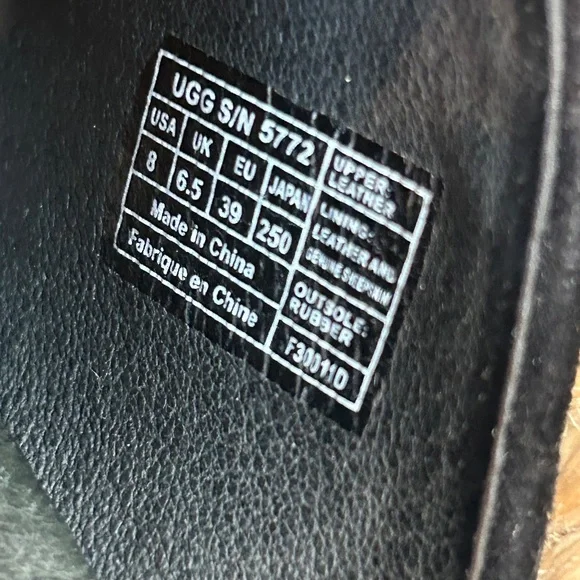 UGG S/N 5772
USA UK EU JAPAN
8 6.5 39 250
Made in China
Fabrique en Chine
UPPER:
LEATHER
LINING:
LEATHER AND
GENUINE SHEEPSKIN
OUTSOLE:
RUBBER
F30011D